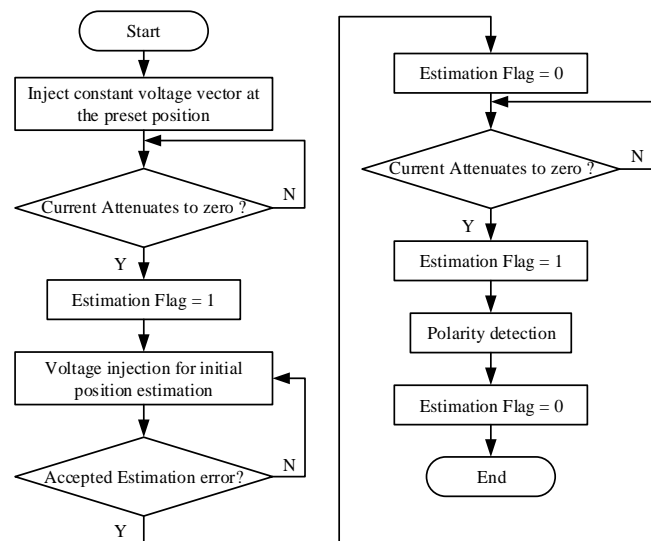 Start
Inject constant voltage vector at
the preset position
Current Attenuates to zero ?
N
Y
Estimation Flag = 1
Voltage injection for initial
position estimation
Accepted Estimation error?
N
Y
Estimation Flag = 0
Current Attenuates to zero ?
N
Y
Estimation Flag = 1
Polarity detection
Estimation Flag = 0
End